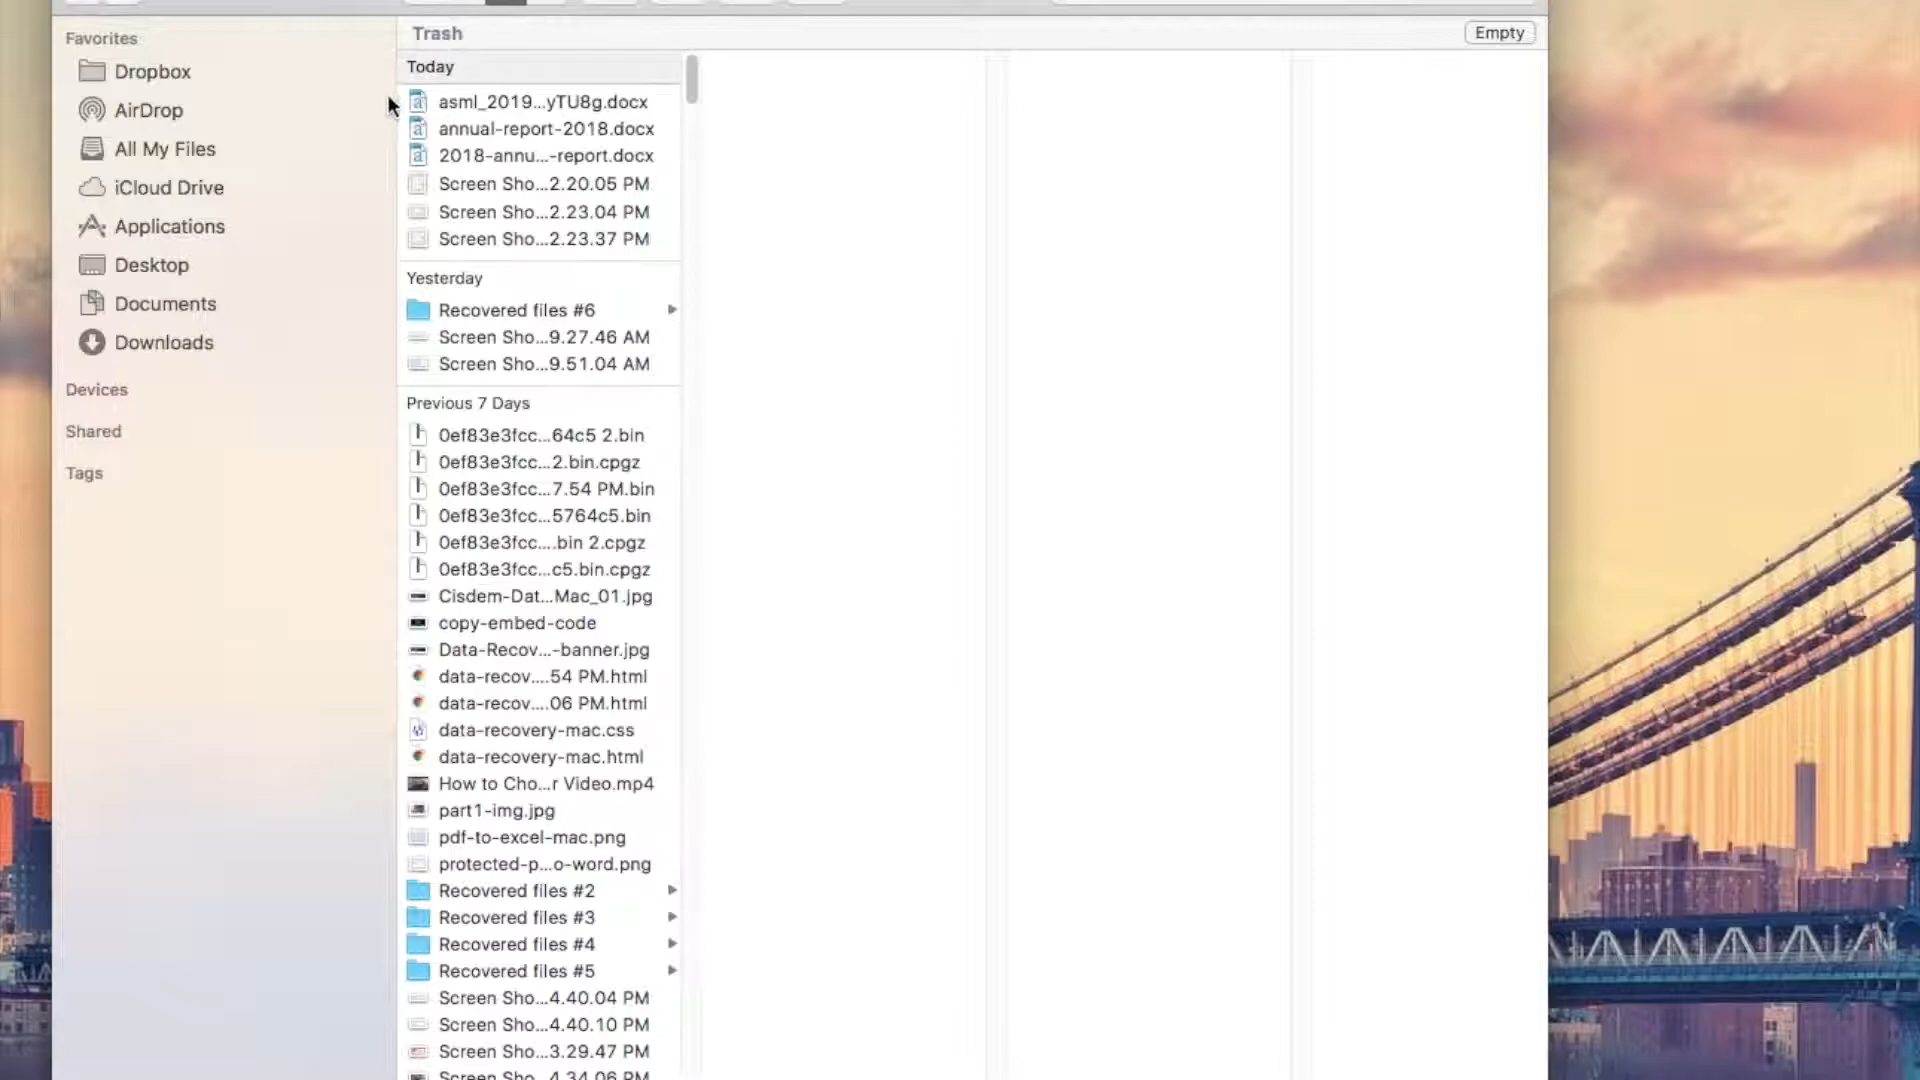 Favorites
Dropbox
AirDrop
All My Files
iCloud Drive
Applications
Desktop
Documents
Downloads
Devices
Shared
Tags
Trash
Empty
Today
asml_2019...yTU8g.docx
annual-report-2018.docx
2018-annu...-report.docx
Screen Sho...2.20.05 PM
Screen Sho...2.23.04 PM
Screen Sho...2.23.37 PM
Yesterday
Recovered files #6
Screen Sho...9.27.46 AM
Screen Sho...9.51.04 AM
Previous 7 Days
0ef83e3fcc...64c5 2.bin
0ef83e3fcc...2.bin.cpgz
0ef83e3fcc...7.54 PM.bin
0ef83e3fcc...5764c5.bin
0ef83e3fcc....bin 2.cpgz
0ef83e3fcc...c5.bin.cpgz
Cisdem-Dat...Mac_01.jpg
copy-embed-code
Data-Recov...-banner.jpg
data-recov....54 PM.html
data-recov....06 PM.html
data-recovery-mac.css
data-recovery-mac.html
How to Cho...r Video.mp4
part1-img.jpg
pdf-to-excel-mac.png
protected-p...o-word.png
Recovered files #2
Recovered files #3
Recovered files #4
Recovered files #5
Screen Sho...4.40.04 PM
Screen Sho...4.40.10 PM
Screen Sho...3.29.47 PM
Screen Sho...4.34.06 PM